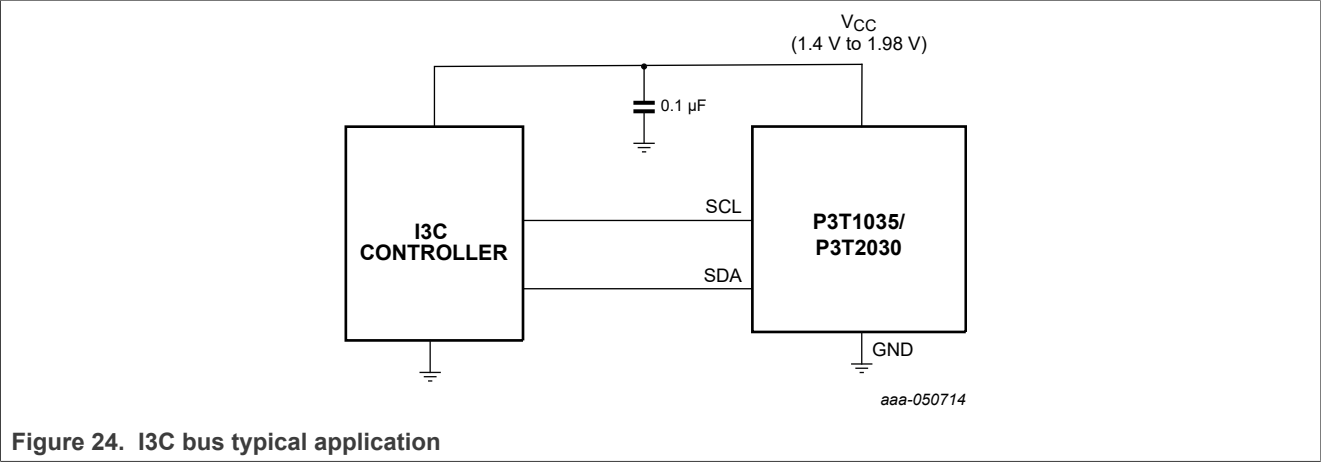 VCC
(1.4 V to 1.98 V)
0.1 µF
I3C
CONTROLLER
SCL
SDA
P3T1035/
P3T2030
GND
aaa-050714
Figure 24. I3C bus typical application